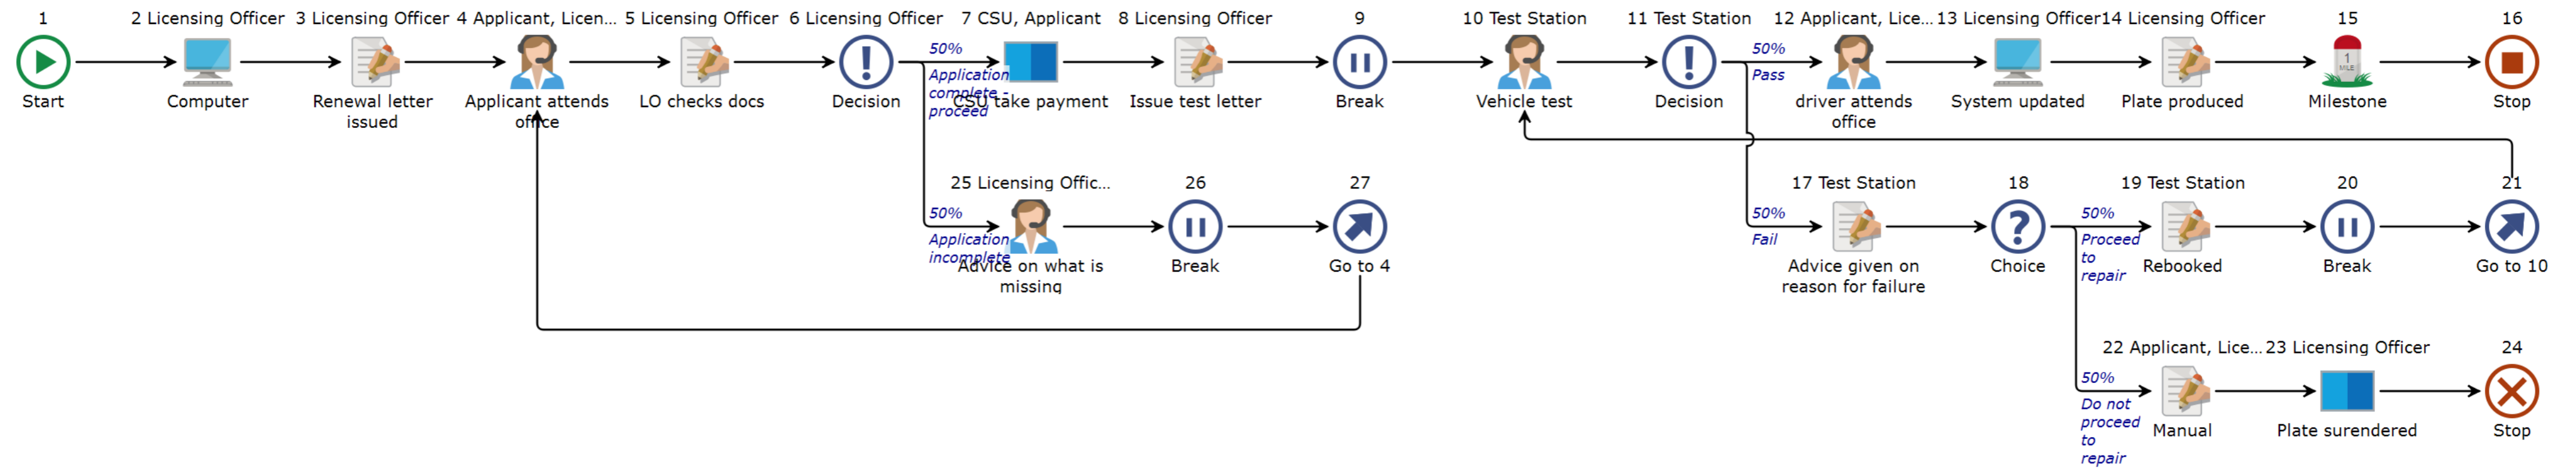 1
2 Licensing Officer
3 Licensing Officer
4 Applicant, Licen...
5 Licensing Officer
6 Licensing Officer
7 CSU, Applicant
8 Licensing Officer
9
10 Test Station
11 Test Station
12 Applicant, Lice...
13 Licensing Officer
14 Licensing Officer
15
16
Start
Computer
Renewal letter
issued
Applicant attends
office
LO checks docs
Decision
50%
Application
complete -
proceed
CSU take payment
Issue test letter
Break
Vehicle test
Decision
50%
Pass
driver attends
office
System updated
1
Plate produced
1
MILE
Milestone
Stop
25 Licensing Offic...
26
27
17 Test Station
18
19 Test Station
20
21
50%
Application
incomplete
Advice on what is
missing
Break
Go to 4
50%
Fail
Advice given on
reason for failure
?
Choice
50%
Proceed
to
repair
Rebooked
Break
Go to 10
22 Applicant, Lice...
23 Licensing Officer
24
50%
Do not
proceed
to
repair
Manual
Plate surendered
Stop